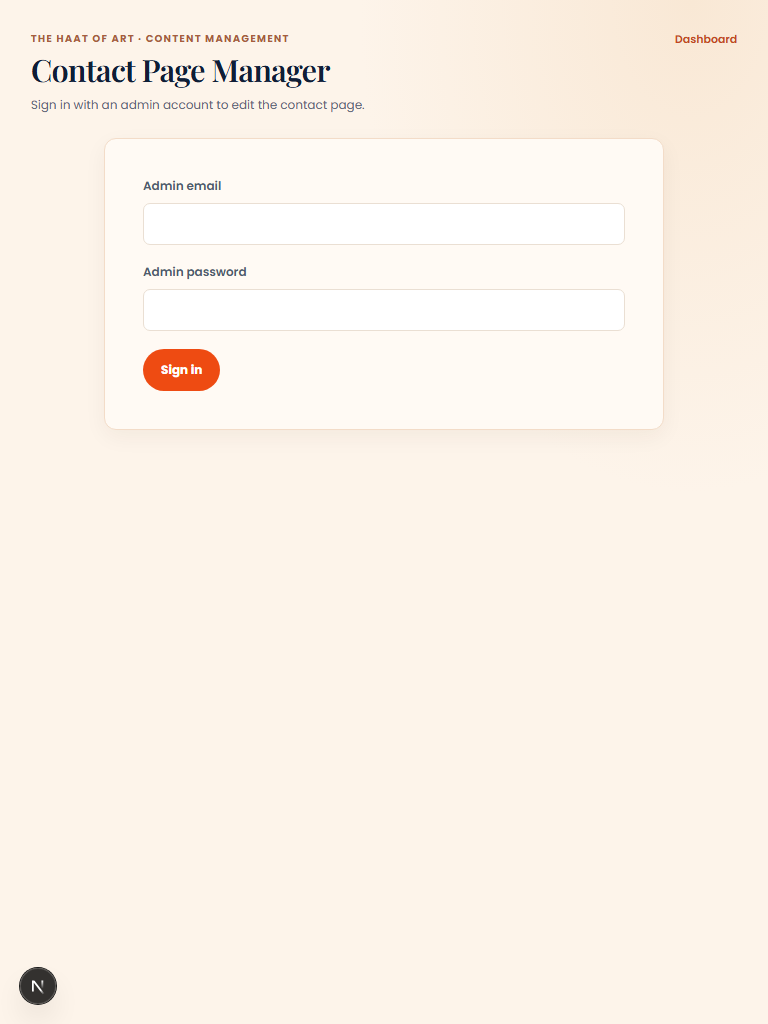 THE HAAT OF ART · CONTENT MANAGEMENT
Dashboard
Contact Page Manager
Sign in with an admin account to edit the contact page.
Admin email
Admin password
Sign in
N